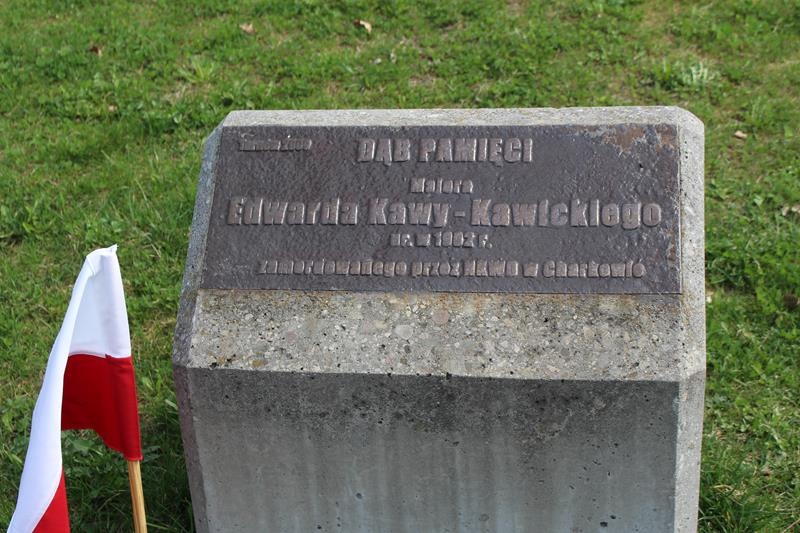 DĄB PAMIĘCI
Majora
Edwarda Kawy-Kawickiego
ur. w 1892 r.
zamordowanego przez NKWD w Charkowie